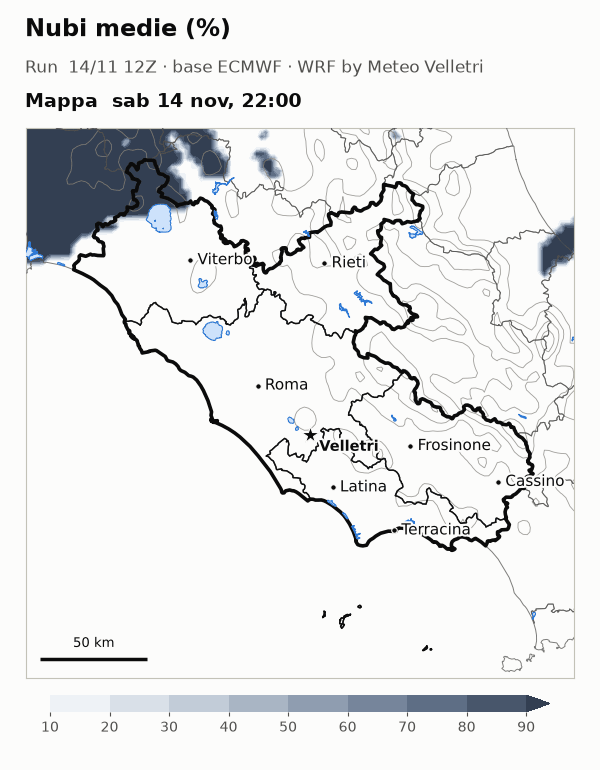 Nubi medie (%)
Run 14/11 12Z · base ECMWF · WRF by Meteo Velletri
Mappa sab 14 nov, 22:00
Viterbo
Rieti
Roma
Velletri
Frosinone
Latina
Cassino
Terracina
50 km
10 20 30 40 50 60 70 80 90